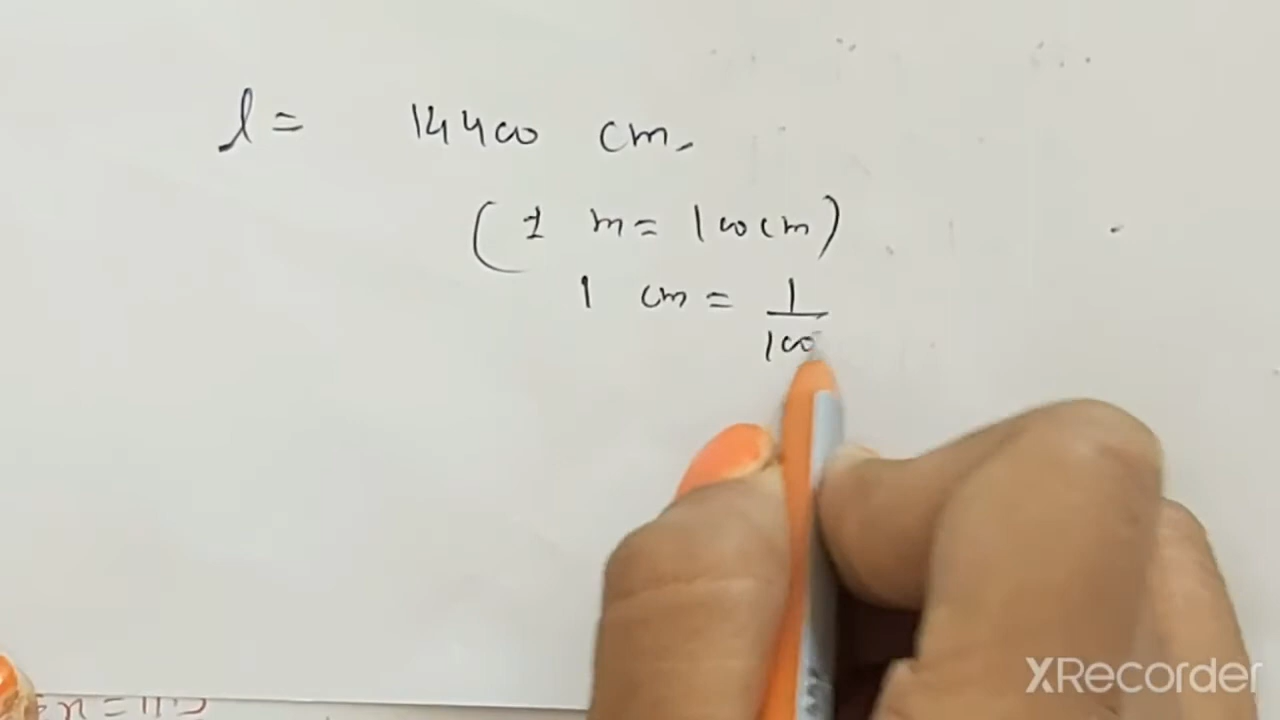 l = 14400 cm.
(1 m = 100 cm)
1 cm = 1/100
XRecorder